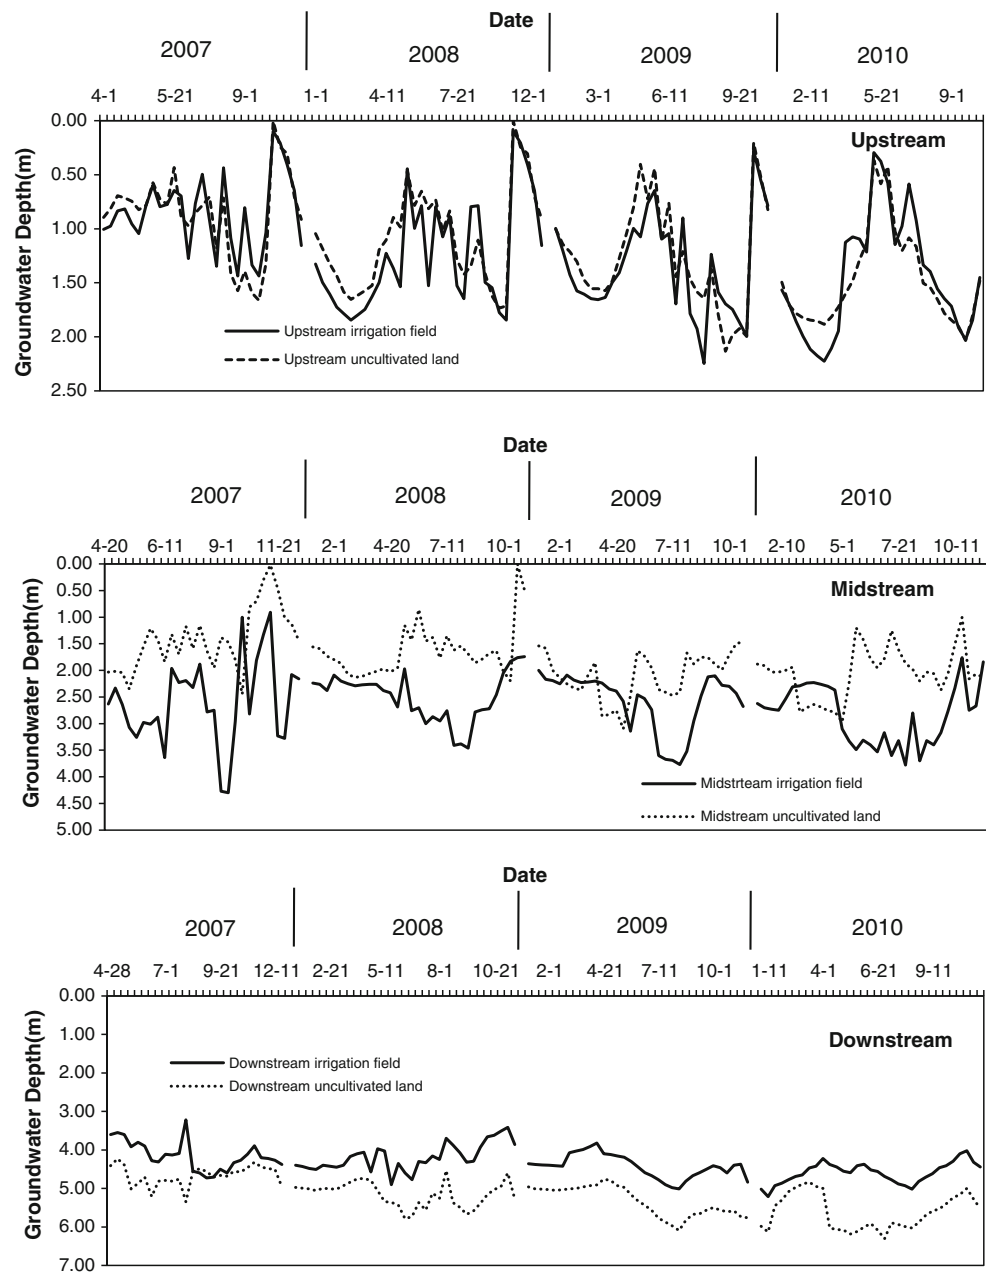 Date
2007 2008 2009 2010
4-1 5-21 9-1 1-1 4-11 7-21 12-1 3-1 6-11 9-21 2-11 5-21 9-1
Groundwater Depth(m)
0.00
0.50
1.00
1.50
2.00
2.50
Upstream
Upstream irrigation field
Upstream uncultivated land
Date
2007 2008 2009 2010
4-20 6-11 9-1 11-21 2-1 4-20 7-11 10-1 2-1 4-20 7-11 10-1 2-10 5-1 7-21 10-11
Groundwater Depth(m)
0.00
0.50
1.00
1.50
2.00
2.50
3.00
3.50
4.00
4.50
5.00
Midstream
Midstrteam irrigation field
Midstream uncultivated land
Date
2007 2008 2009 2010
4-28 7-1 9-21 12-11 2-21 5-11 8-1 10-21 2-1 4-21 7-11 10-1 1-11 4-1 6-21 9-11
Groundwater Depth(m)
0.00
1.00
2.00
3.00
4.00
5.00
6.00
7.00
Downstream
Downstream irrigation field
Downstream uncultivated land